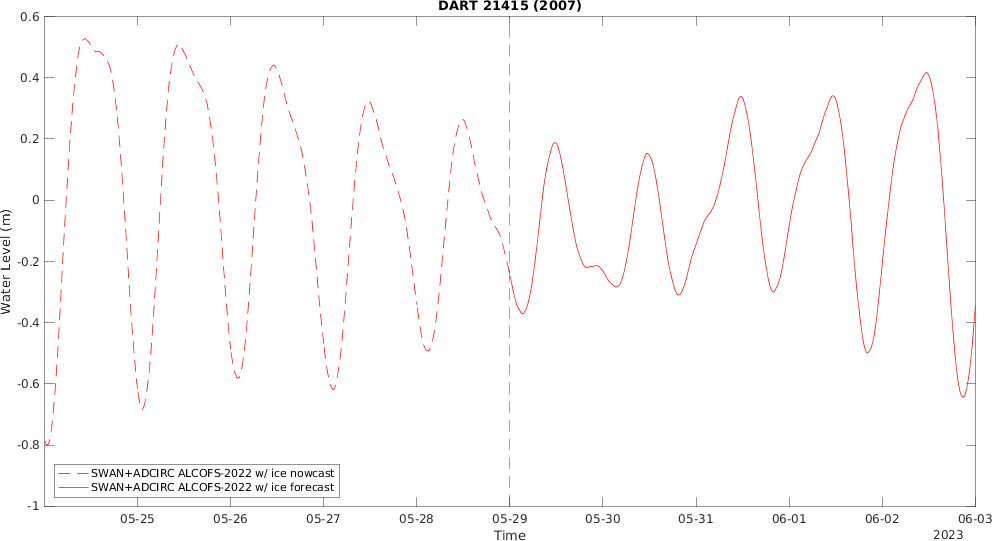 DART 21415 (2007)
0.6
0.4
0.2
0
-0.2
-0.4
-0.6
-0.8
-1
Water Level (m)
SWAN+ADCIRC ALCOFS-2022 w/ ice nowcast
SWAN+ADCIRC ALCOFS-2022 w/ ice forecast
05-25 05-26 05-27 05-28 05-29 05-30 05-31 06-01 06-02 06-03
Time
2023